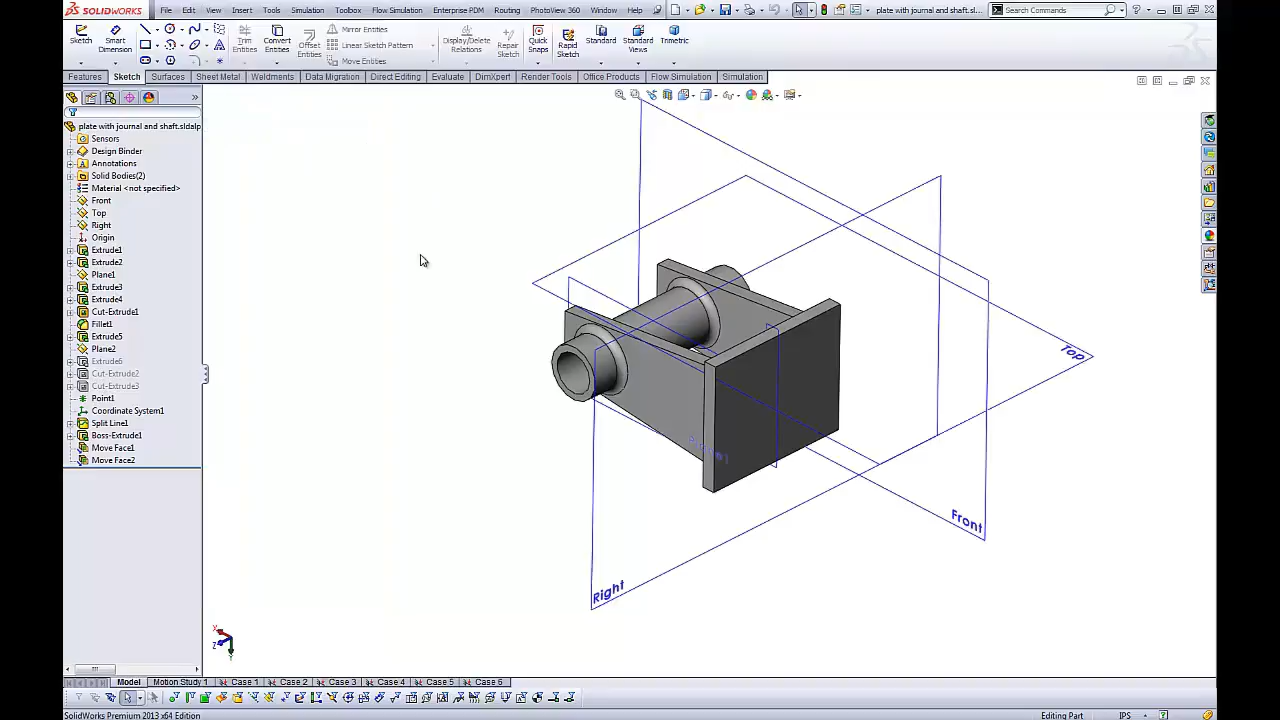 SOLIDWORKS File Edit View Insert Tools Simulation Toolbox Flow Simulation Enterprise PDM Routing PhotoView 360 Window Help plate with journal and shaft.sl... Search Commands
Sketch Smart Dimension Trim Entities Convert Entities Offset Entities Mirror Entities Linear Sketch Pattern Move Entities Display/Delete Relations Repair Sketch Quick Snaps Rapid Sketch Standard Standard Views Trimetric
Features Sketch Surfaces Sheet Metal Weldments Data Migration Direct Editing Evaluate DimXpert Render Tools Office Products Flow Simulation Simulation
plate with journal and shaft.sldalp
Sensors
Design Binder
Annotations
Solid Bodies(2)
Material <not specified>
Front
Top
Right
Origin
Extrude1
Extrude2
Plane1
Extrude3
Extrude4
Cut-Extrude1
Fillet1
Extrude5
Plane2
Extrude6
Cut-Extrude2
Cut-Extrude3
Point1
Coordinate System1
Split Line1
Boss-Extrude1
Move Face1
Move Face2
Top
Front
Right
X
Z
Y
Model Motion Study 1 Case 1 Case 2 Case 3 Case 4 Case 5 Case 6
SolidWorks Premium 2013 x64 Edition Editing Part IPS